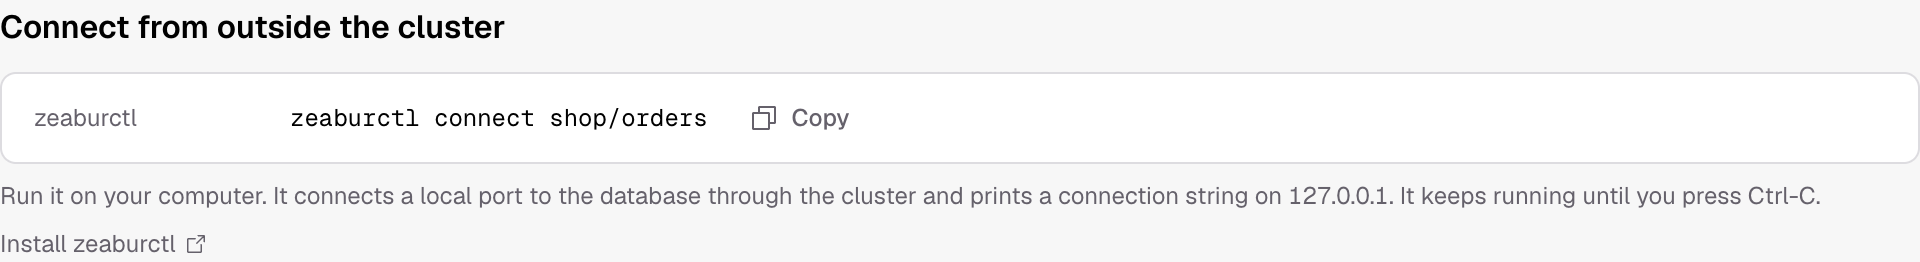 Connect from outside the cluster
zeaburctl zeaburctl connect shop/orders Copy
Run it on your computer. It connects a local port to the database through the cluster and prints a connection string on 127.0.0.1. It keeps running until you press Ctrl-C.
Install zeaburctl